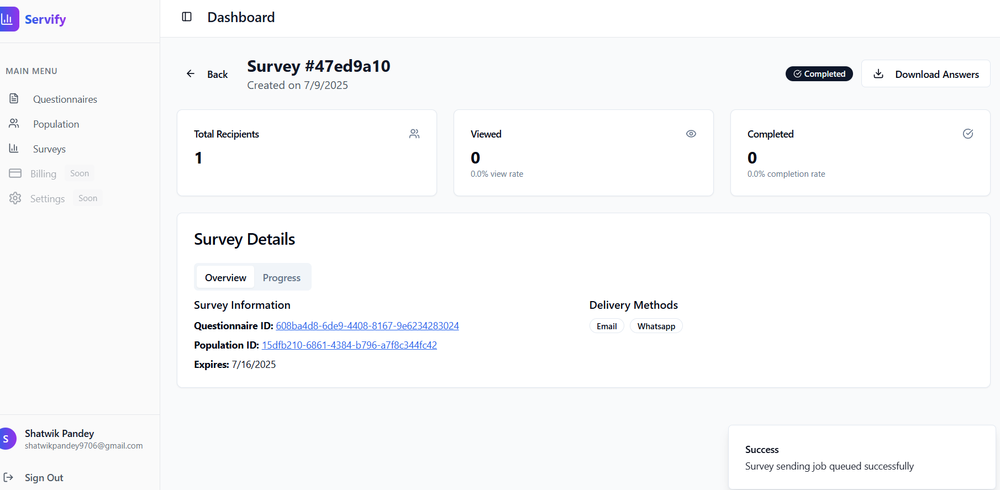 Servify
Dashboard
MAIN MENU
Questionnaires
Population
Surveys
Billing Soon
Settings Soon
Shatwik Pandey
S
shatwikpandey9706@gmail.com
Sign Out
Back
Survey #47ed9a10
Created on 7/9/2025
Completed
Download Answers
Total Recipients
1
Viewed
0
0.0% view rate
Completed
0
0.0% completion rate
Survey Details
Overview Progress
Survey Information
Questionnaire ID: 608ba4d8-6de9-4408-8167-9e6234283024
Population ID: 15dfb210-6861-4384-b796-a7f8c344fc42
Expires: 7/16/2025
Delivery Methods
Email Whatsapp
Success
Survey sending job queued successfully